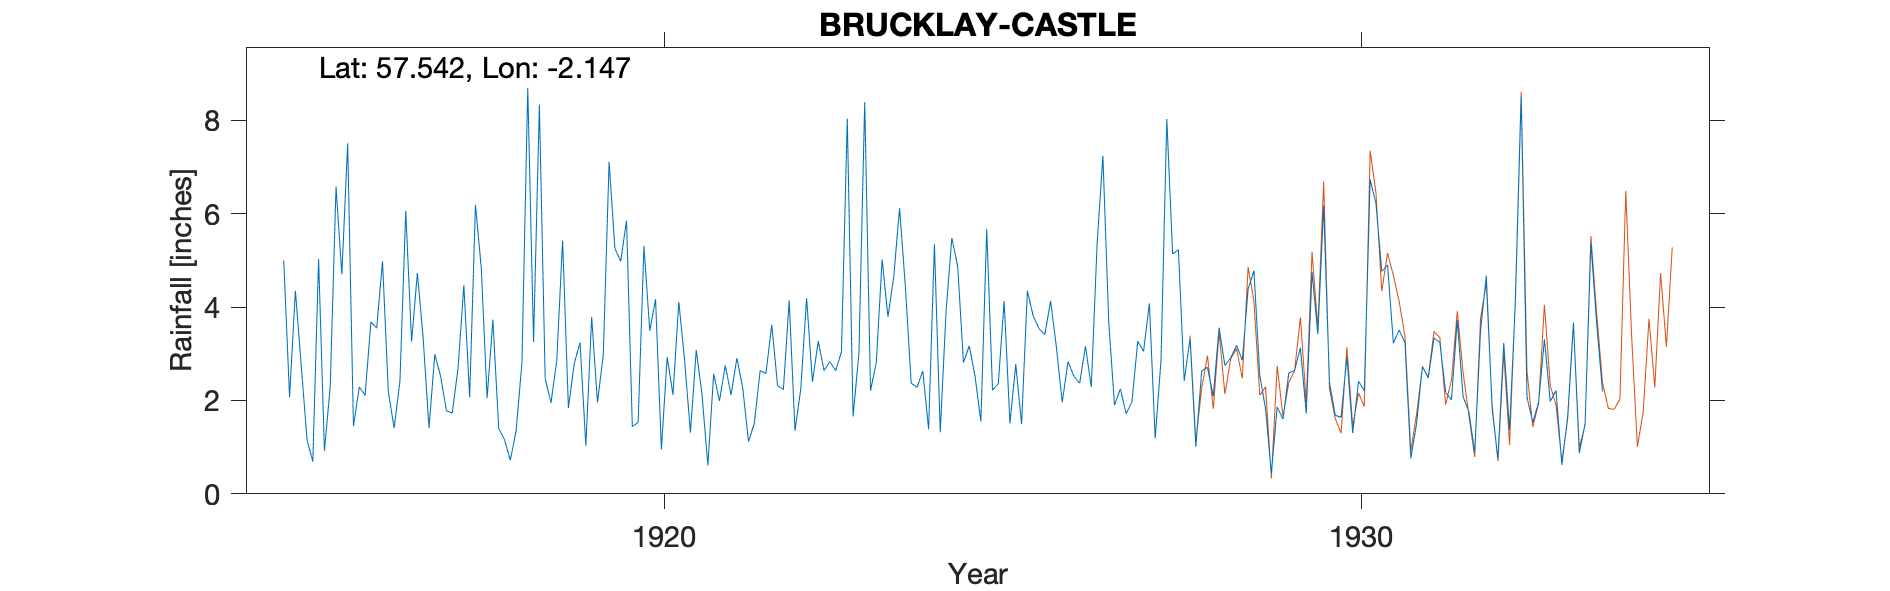 BRUCKLAY-CASTLE
Lat: 57.542, Lon: -2.147
8
6
4
2
0
Rainfall [inches]
1920
1930
Year